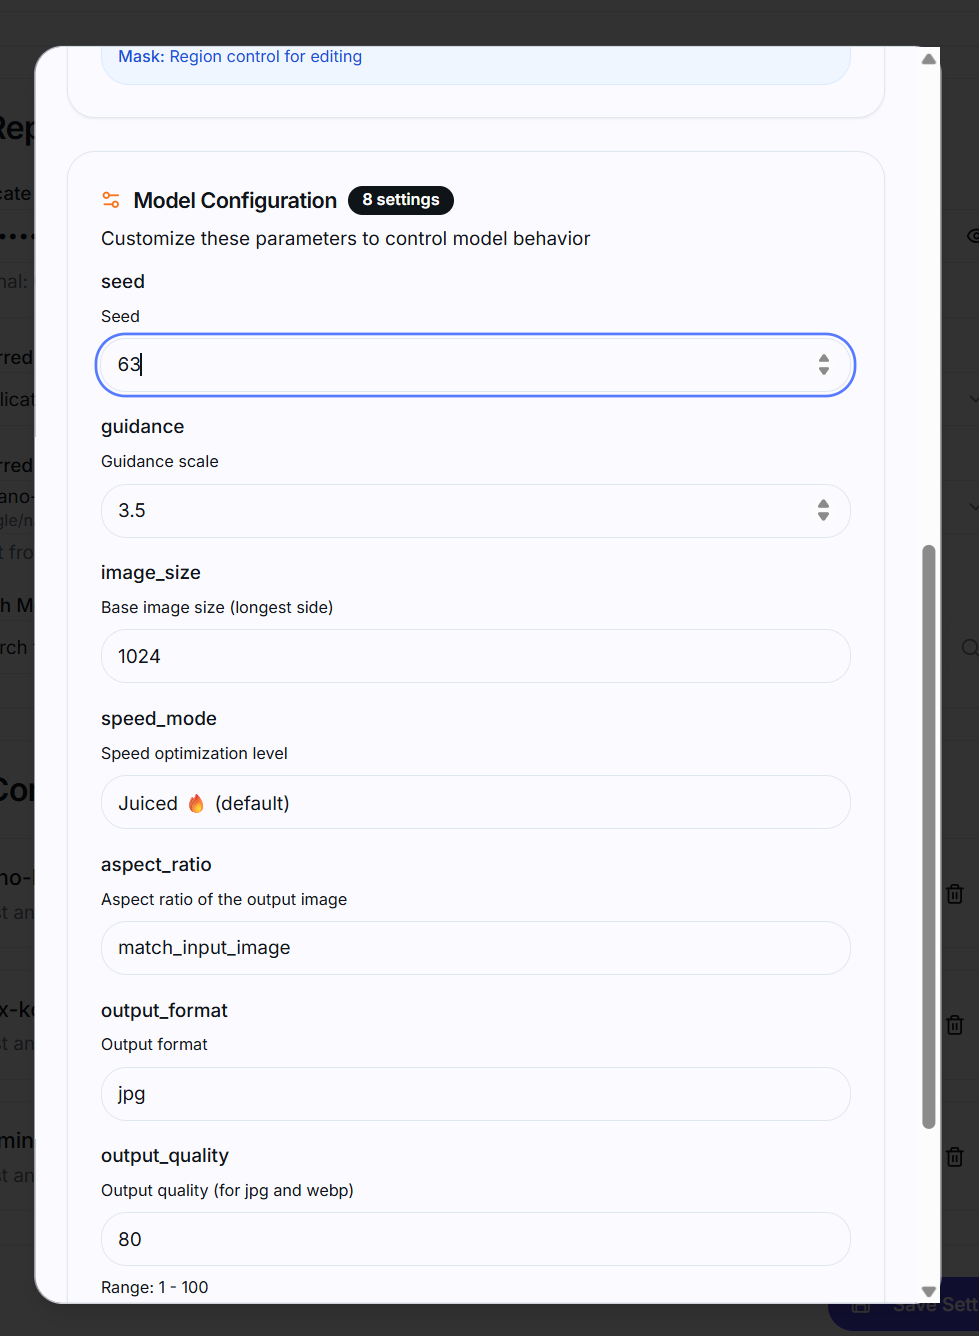 Mask: Region control for editing
Model Configuration
8 settings
Customize these parameters to control model behavior
seed
Seed
63
guidance
Guidance scale
3.5
image_size
Base image size (longest side)
1024
speed_mode
Speed optimization level
Juiced 🔥 (default)
aspect_ratio
Aspect ratio of the output image
match_input_image
output_format
Output format
jpg
output_quality
Output quality (for jpg and webp)
80
Range: 1 - 100
Save Sett